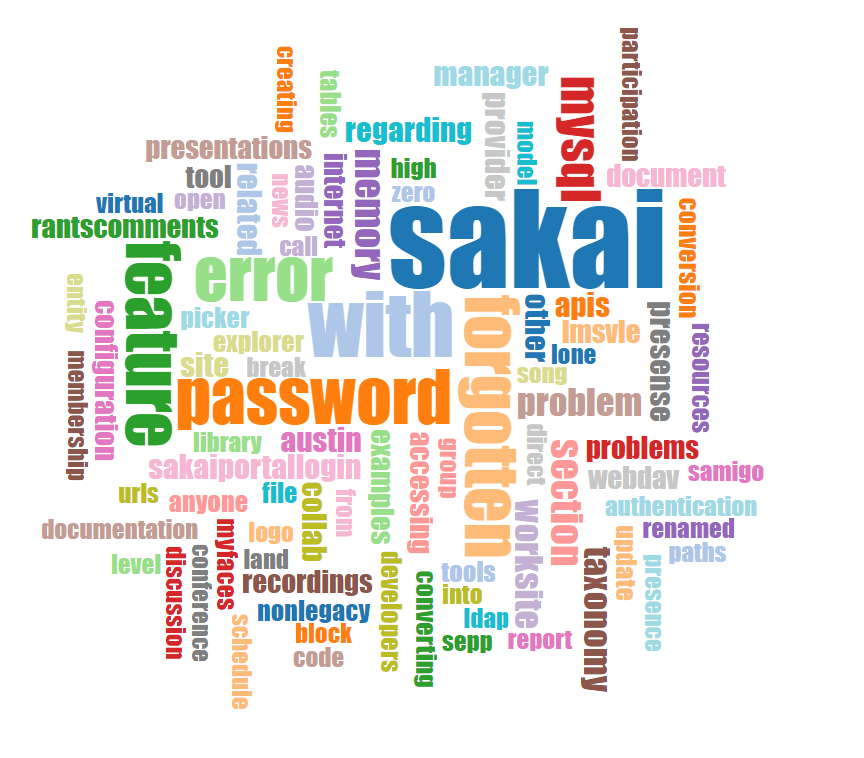 creating
tables
participation
manager
provider
mysql
regarding
model
presentations
internet
memory
high
document
tool
related
news
audio
zero
virtual
open
rantscomments
call
sakai
conversion
feature
error
entity
configuration
picker
with
forgotten
other
apis
presense
explorer
lmsvle
resources
site
break
lone
song
membership
password
problem
library
austin
examples
accessing
group
direct
section
problems
sakaiportallogin
webdav
samigo
urls
anyone
file
collab
from
worksite
authentication
documentation
myfaces
logo
renamed
update
level
discussion
conference
land
taxonomy
paths
recordings
developers
converting
tools
presence
into
nonlegacy
ldap
schedule
block
sepp
report
code